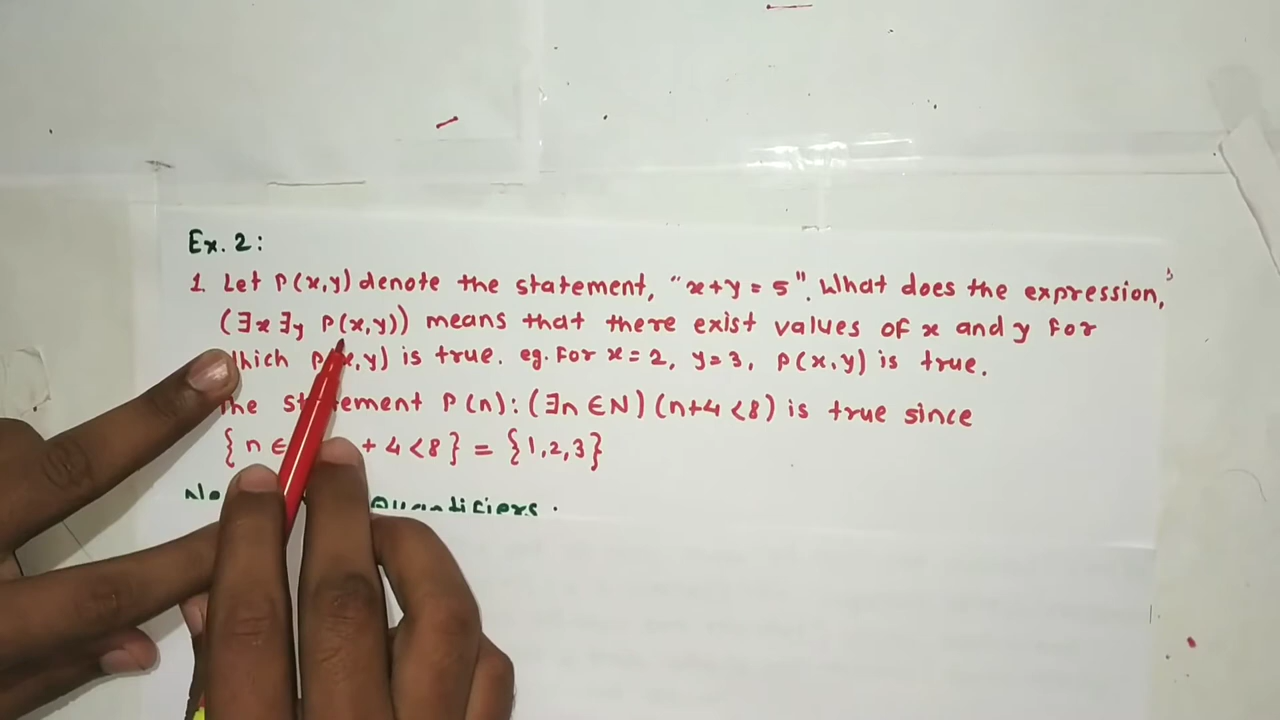 Ex. 2:
1. Let P(x,y) denote the statement, "x+y = 5". What does the expression,
(∃x ∃y P(x,y)) means that there exist values of x and y for
is true. eg. For x = 2, y = 3, P(x,y) is true.
P(n): (∃n ∈ N) (n+4 < 8) is true since
{ n ∈ + 4 < 8 } = {1,2,3}